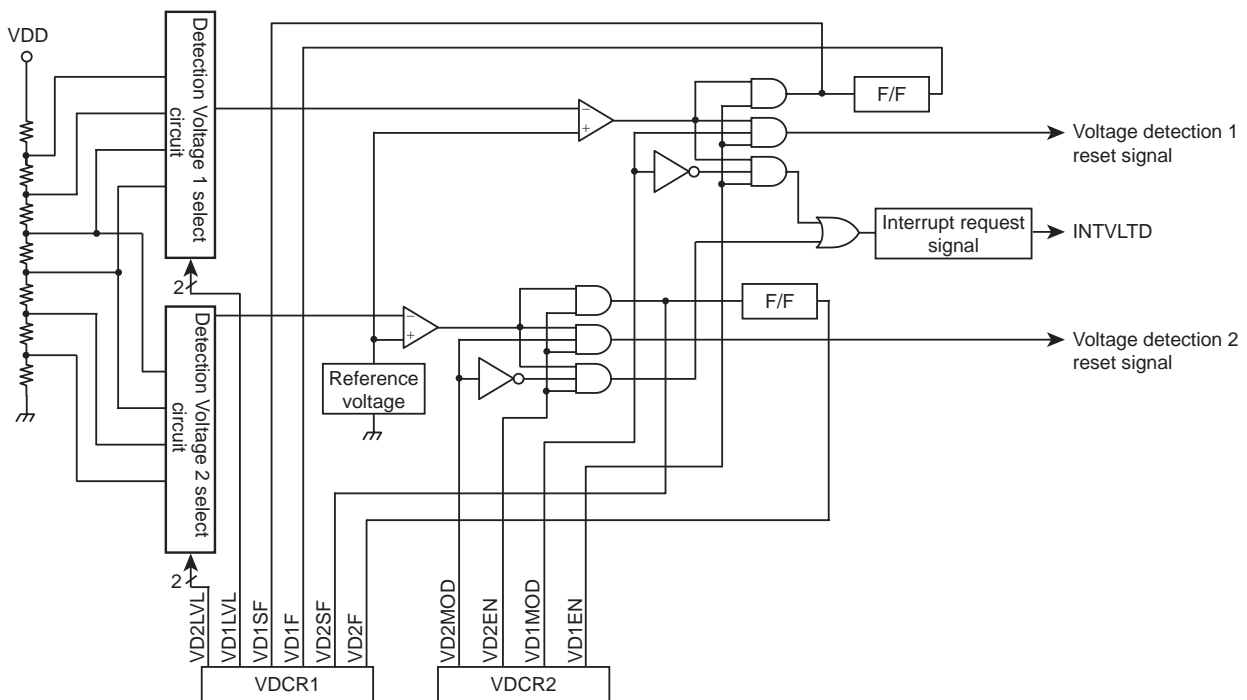 VDD
Detection Voltage 1 select
circuit
F/F
Voltage detection 1
reset signal
Interrupt request
signal
INTVLTD
2
F/F
Detection Voltage 2 select
circuit
Voltage detection 2
reset signal
Reference
voltage
2
VD2LVL
VD1LVL
VD1SF
VD1F
VD2SF
VD2F
VD2MOD
VD2EN
VD1MOD
VD1EN
VDCR1
VDCR2